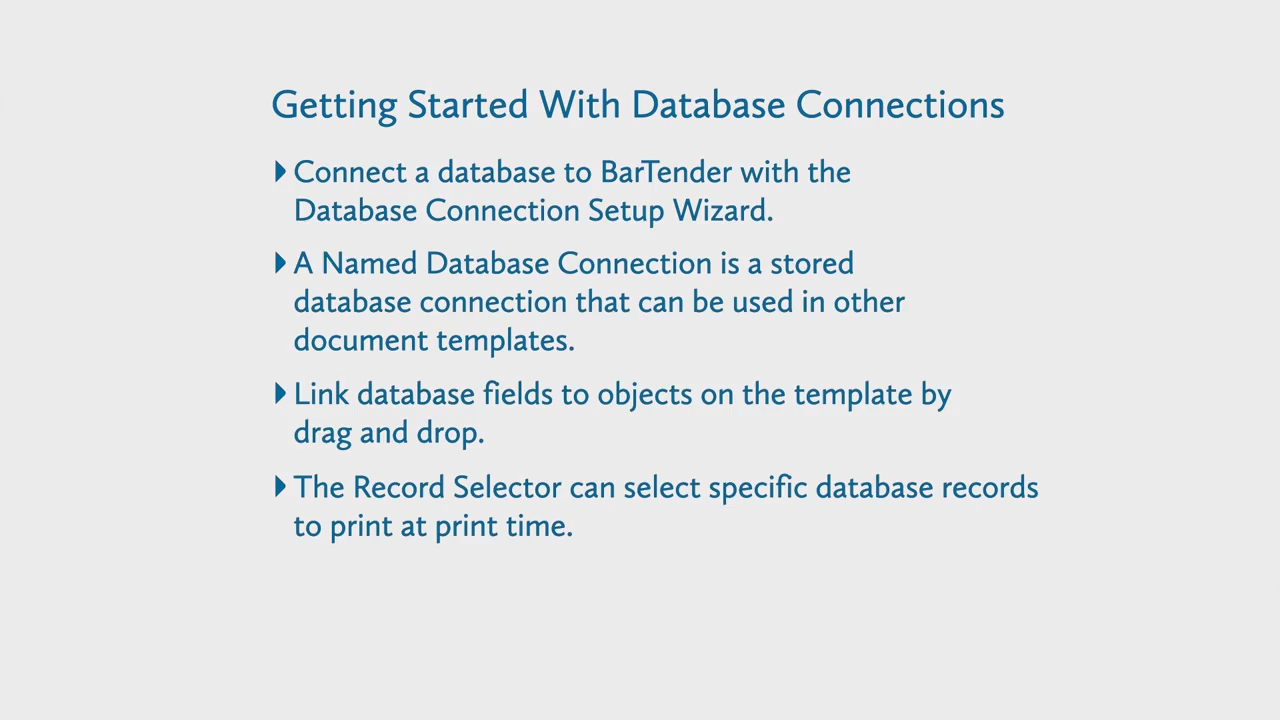 Getting Started With Database Connections
Connect a database to BarTender with the
Database Connection Setup Wizard.
A Named Database Connection is a stored
database connection that can be used in other
document templates.
Link database fields to objects on the template by
drag and drop.
The Record Selector can select specific database records
to print at print time.